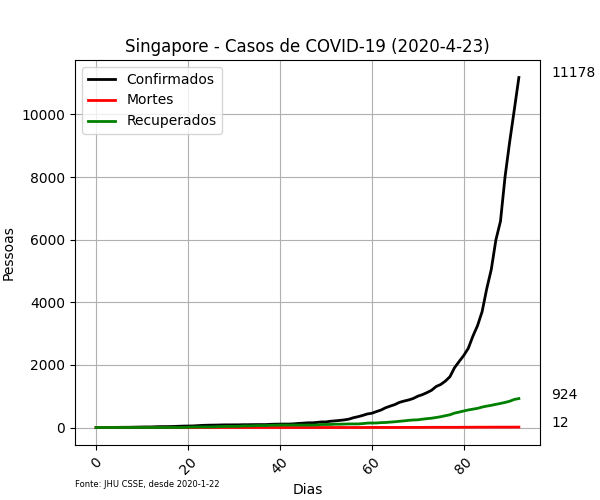 Singapore - Casos de COVID-19 (2020-4-23)
Confirmados
Mortes
Recuperados
11178
924
12
10000
8000
6000
4000
2000
0
Pessoas
0
20
40
60
80
Dias
Fonte: JHU CSSE, desde 2020-1-22